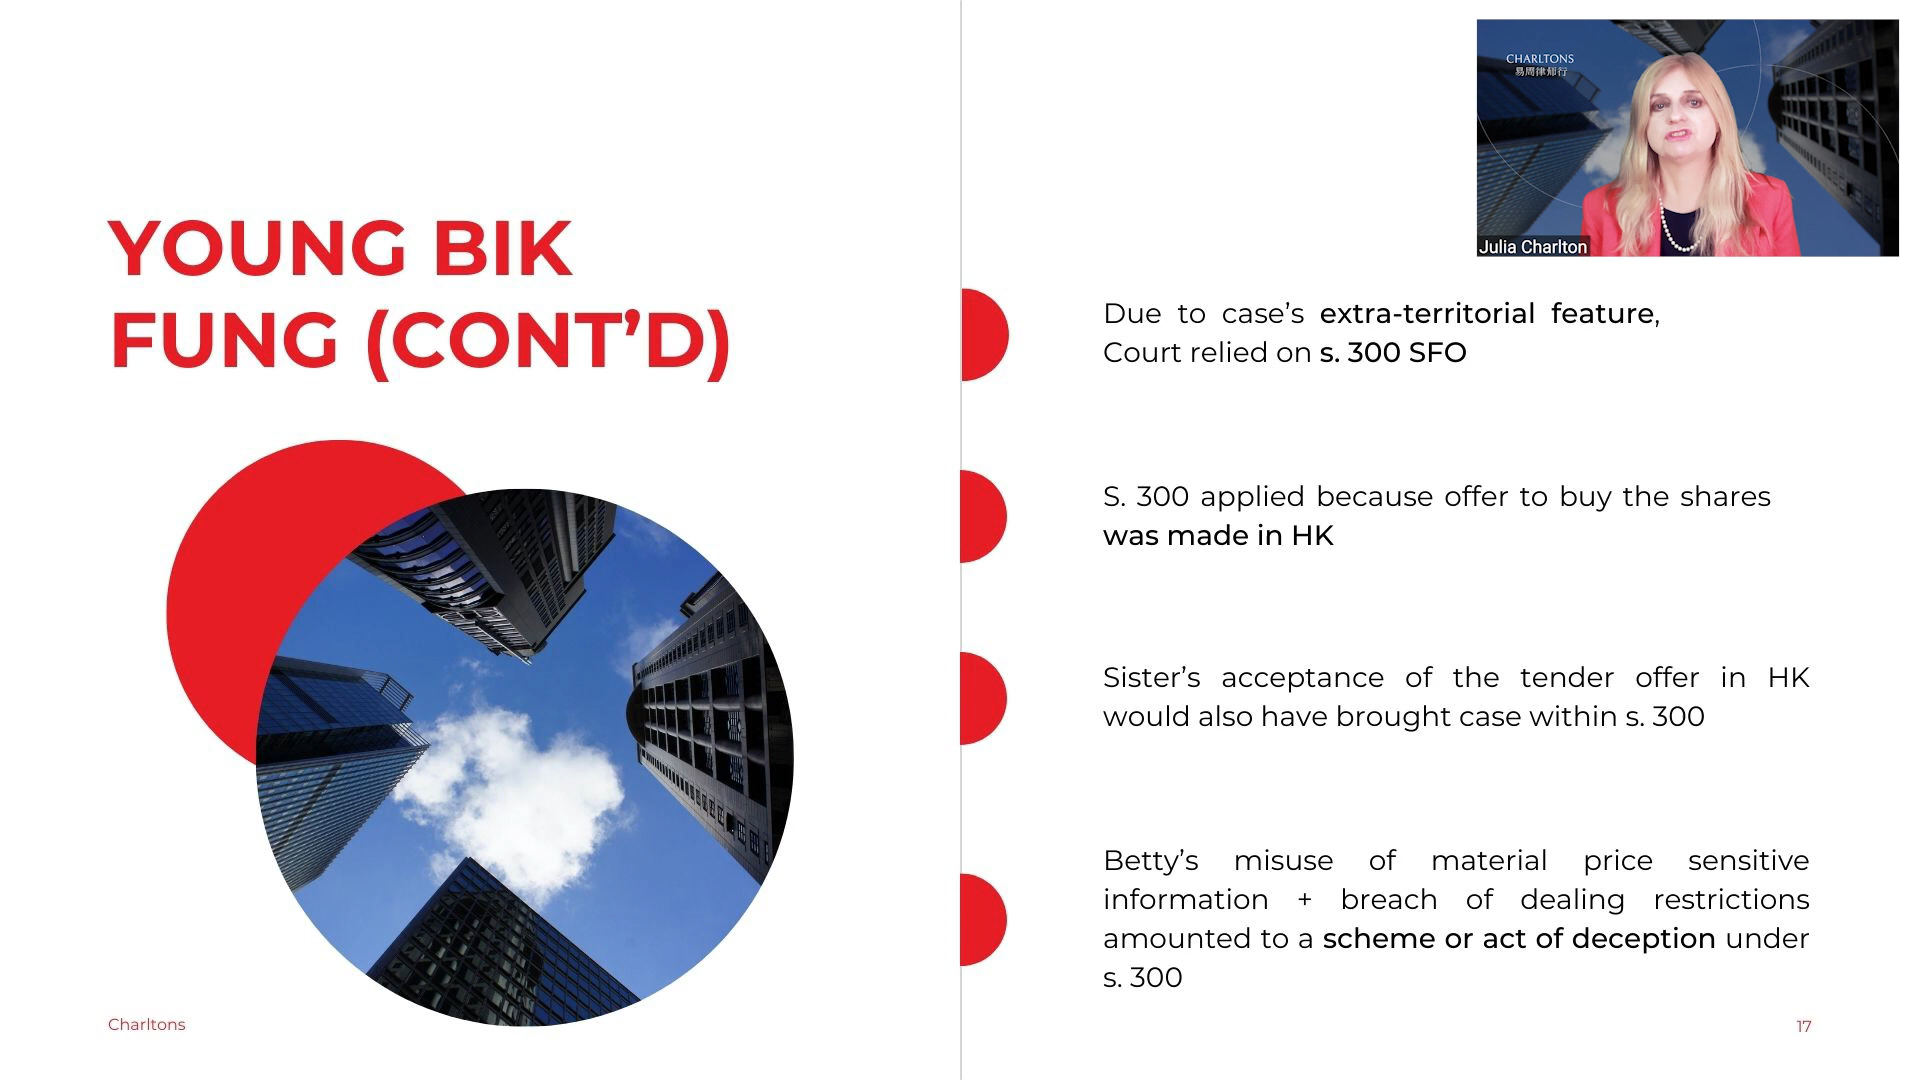 CHARLTONS
易周律师行
Julia Charlton
YOUNG BIK
FUNG (CONT’D)
Due to case’s extra-territorial feature,
Court relied on s. 300 SFO
S. 300 applied because offer to buy the shares
was made in HK
Sister’s acceptance of the tender offer in HK
would also have brought case within s. 300
Betty’s misuse of material price sensitive
information + breach of dealing restrictions
amounted to a scheme or act of deception under
s. 300
Charltons
17